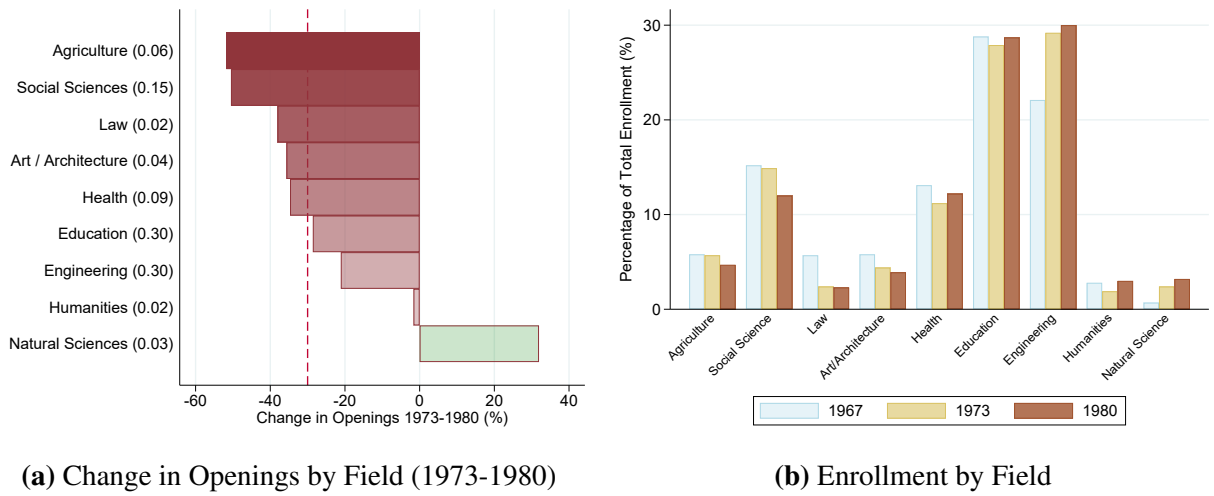 Agriculture (0.06)
Social Sciences (0.15)
Law (0.02)
Art / Architecture (0.04)
Health (0.09)
Education (0.30)
Engineering (0.30)
Humanities (0.02)
Natural Sciences (0.03)
-60 -40 -20 0 20 40
Change in Openings 1973-1980 (%)
(a) Change in Openings by Field (1973-1980)
Percentage of Total Enrollment (%)
30
20
10
0
Agriculture
Social Science
Law
Art/Architecture
Health
Education
Engineering
Humanities
Natural Science
1967 1973 1980
(b) Enrollment by Field